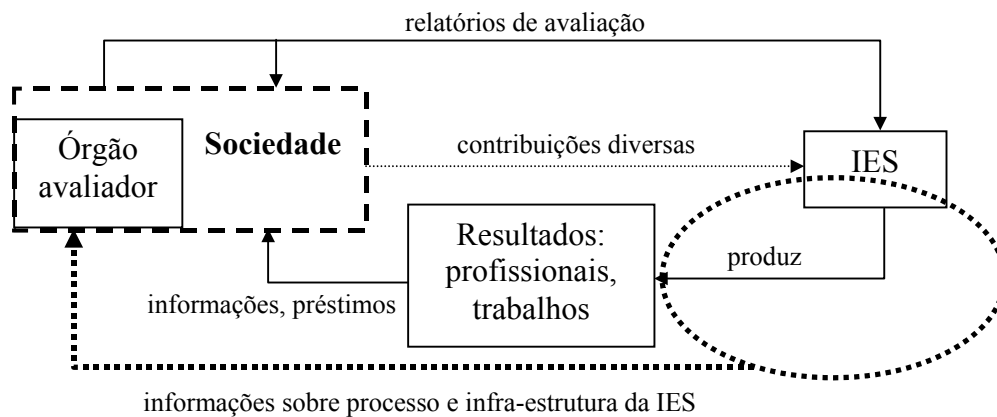 relatórios de avaliação
Órgão
avaliador
Sociedade
contribuições diversas
IES
Resultados:
profissionais,
trabalhos
produz
informações, préstimos
informações sobre processo e infra-estrutura da IES